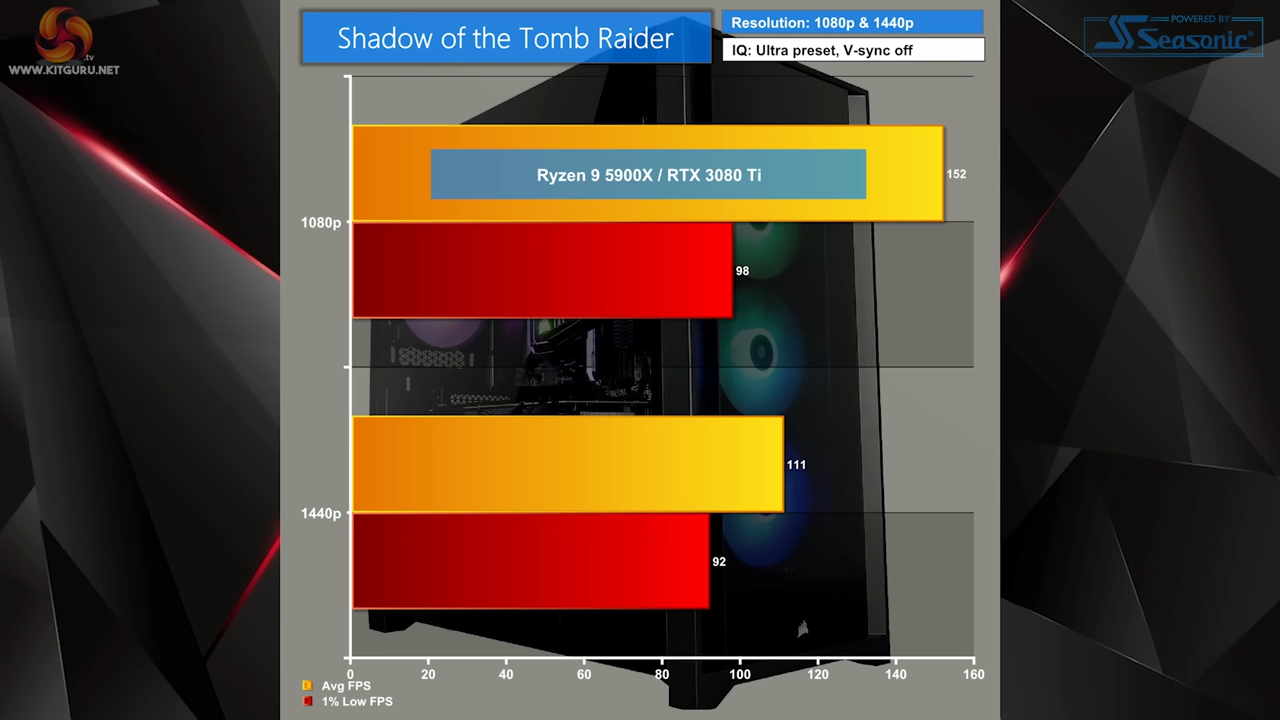 .tv
WWW.KITGURU.NET
Shadow of the Tomb Raider
Resolution: 1080p & 1440p
IQ: Ultra preset, V-sync off
POWERED BY
Seasonic®
Ryzen 9 5900X / RTX 3080 Ti
152
1080p
98
111
1440p
92
0 20 40 60 80 100 120 140 160
Avg FPS
1% Low FPS